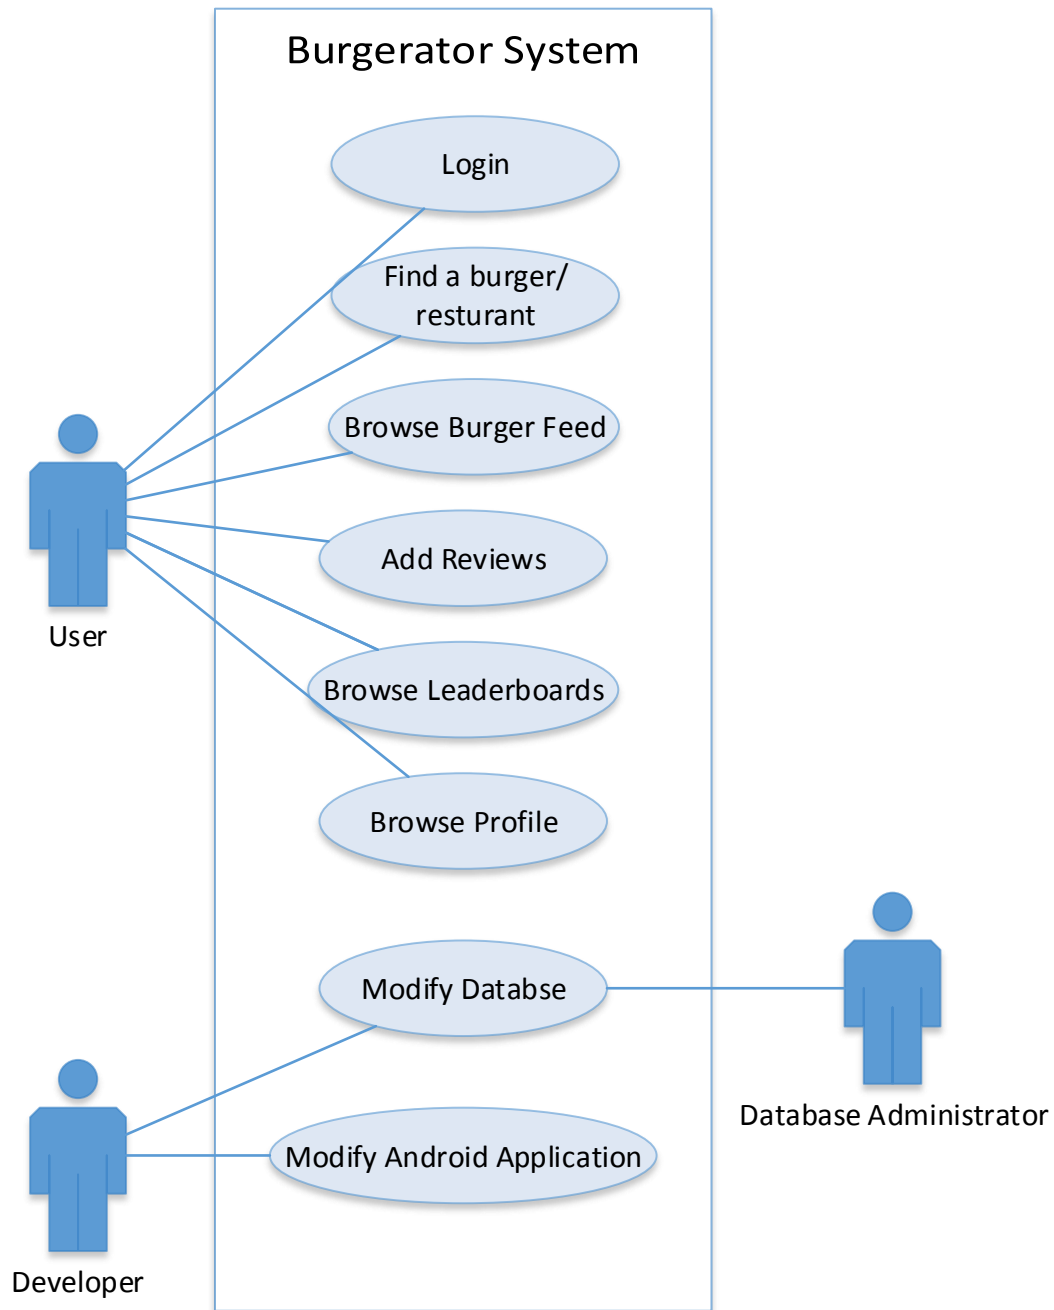 Burgerator System
Login
Find a burger/
resturant
Browse Burger Feed
Add Reviews
User
Browse Leaderboards
Browse Profile
Modify Databse
Database Administrator
Modify Android Application
Developer